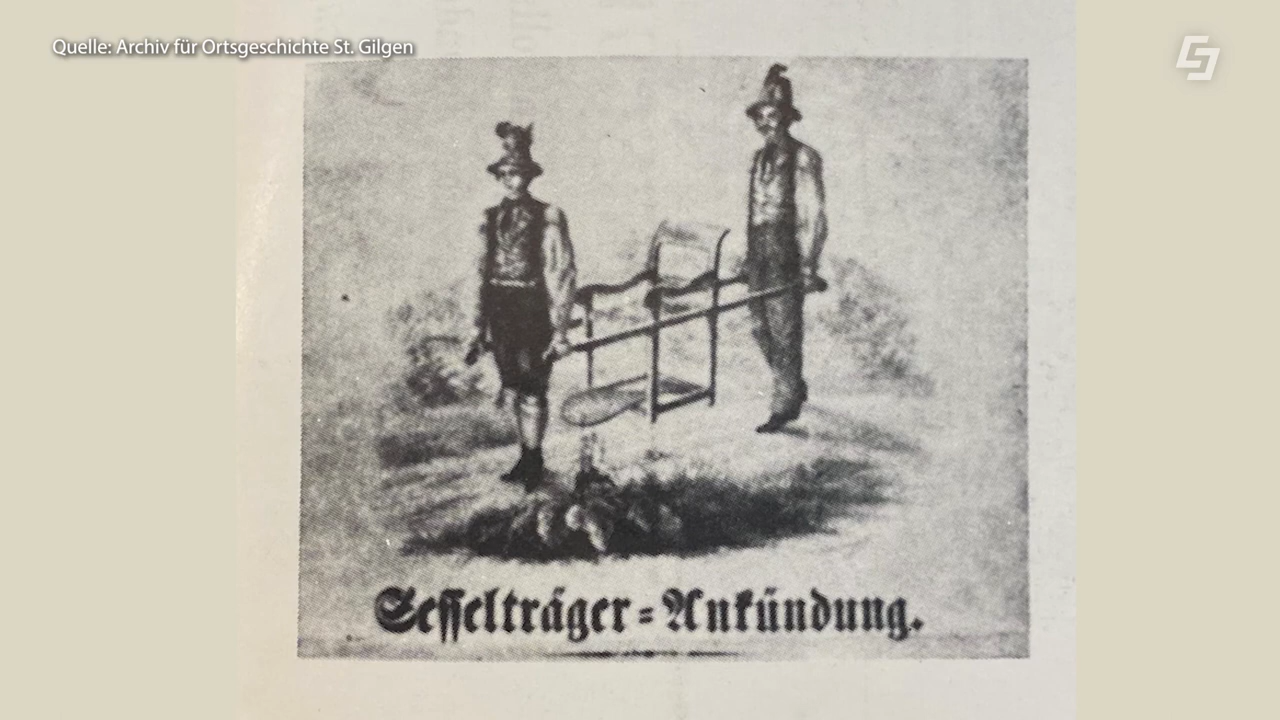 Quelle: Archiv für Ortsgeschichte St. Gilgen
Sesselträger=Ankündung.